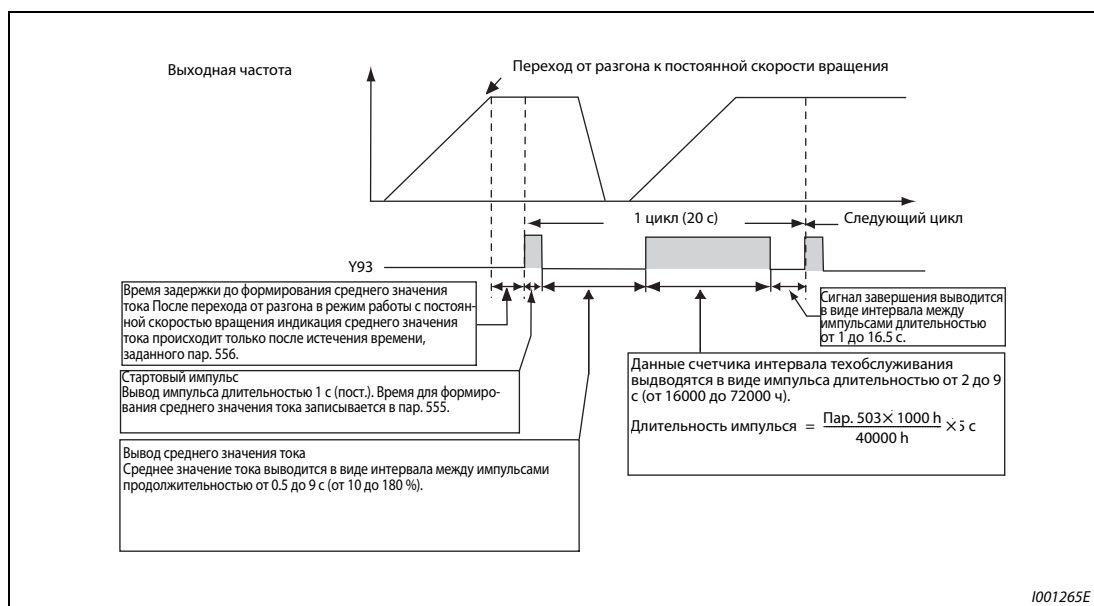 Выходная частота
Переход от разгона к постоянной скорости вращения
1 цикл (20 с)
Следующий цикл
Y93
Время задержки до формирования среднего значения
тока После перехода от разгона в режим работы с постоян-
ной скоростью вращения индикация среднего значения
тока происходит только после истечения времени,
заданного пар. 556.
Стартовый импульс
Вывод импульса длительностью 1 с (пост.). Время для формиро-
вания среднего значения тока записывается в пар. 555.
Вывод среднего значения тока
Среднее значение тока выводится в виде интервала между импульсами
продолжительностью от 0.5 до 9 с (от 10 до 180 %).
Сигнал завершения выводится
в виде интервала между
импульсами длительностью
от 1 до 16.5 с.
Данные счетчика интервала техобслуживания
выдводятся в виде импульса длительностью от 2 до 9
с (от 16000 до 72000 ч).
Длительность импулься = Пар. 503 × 1000 h / 40000 h × 5 с
I001265E